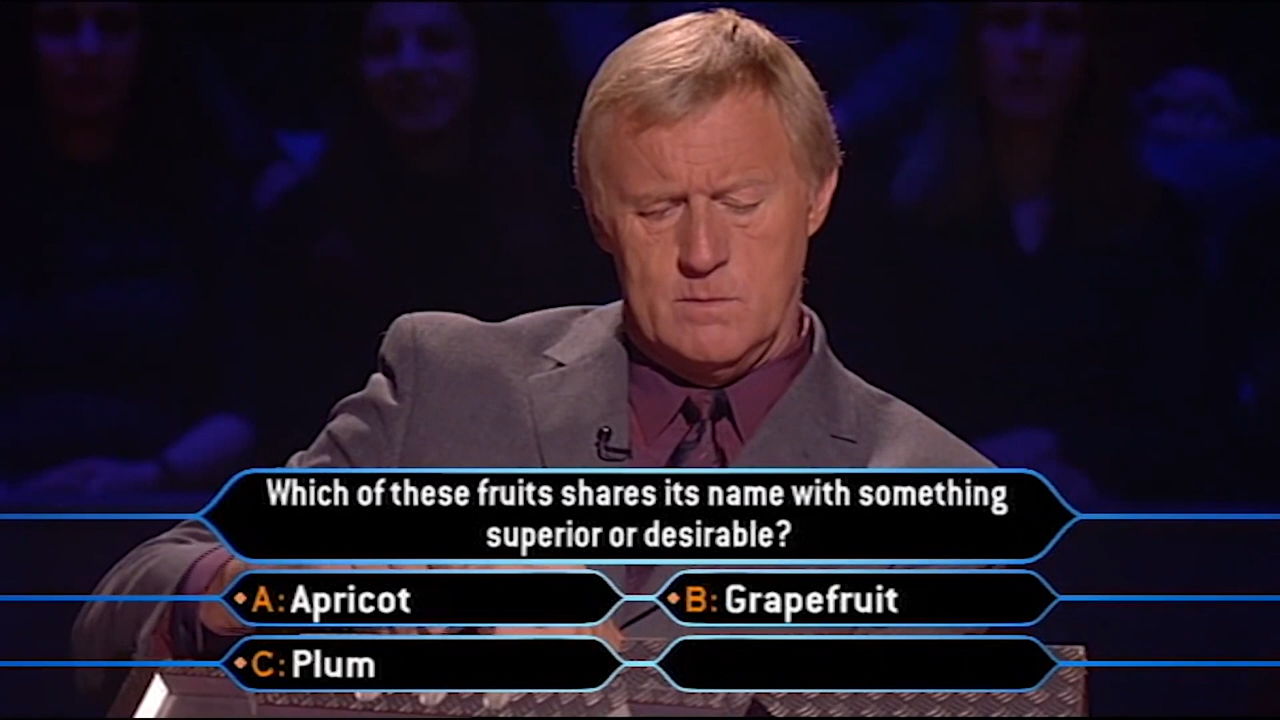 Which of these fruits shares its name with something
superior or desirable?
A: Apricot
B: Grapefruit
C: Plum